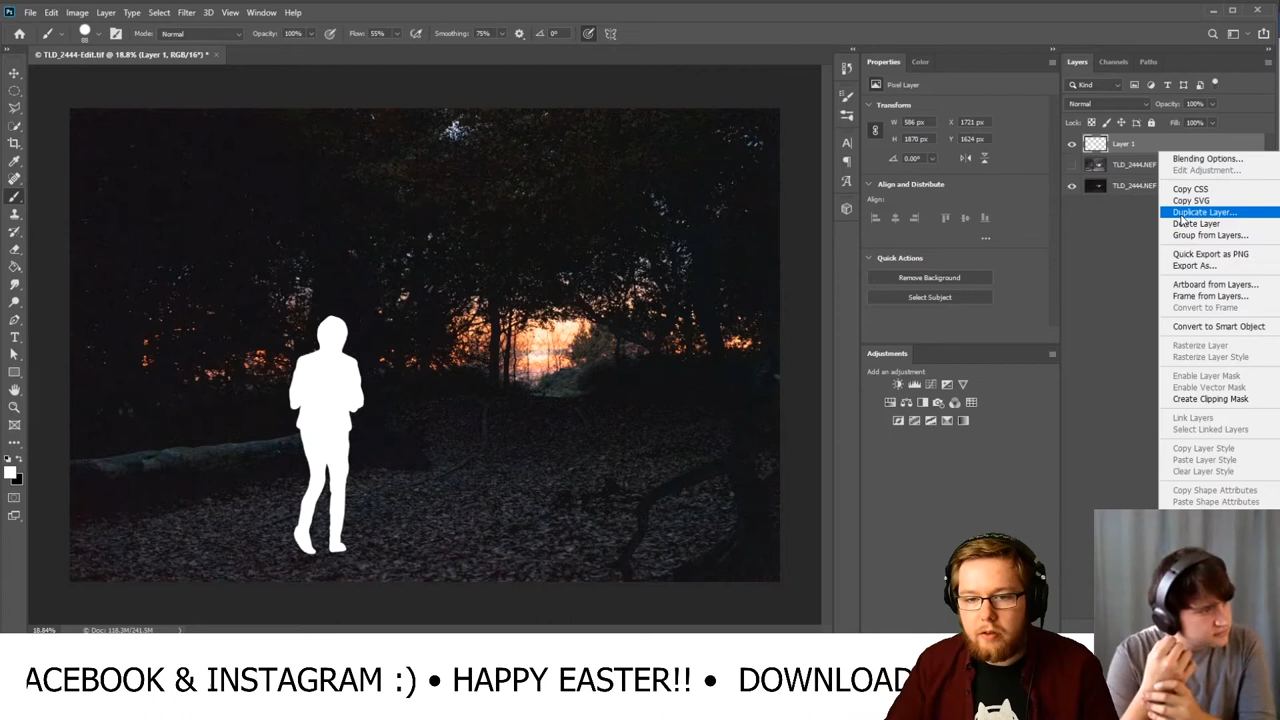 Ps File Edit Image Layer Type Select Filter 3D View Window Help
88 Mode: Normal Opacity: 100% Flow: 55% Smoothing: 75% 0°
© TLD_2444-Edit.tif @ 18.8% (Layer 1, RGB/16*) * ×
Properties Color
Pixel Layer
Transform
W 586 px X 1721 px
H 1870 px Y 1624 px
0.00°
Align and Distribute
Align:
Quick Actions
Remove Background
Select Subject
Adjustments
Add an adjustment
Layers Channels Paths
Kind
Normal Opacity: 100%
Lock: Fill: 100%
Layer 1
TLD_2444.NEF
TLD_2444.NEF
Blending Options...
Edit Adjustment...
Copy CSS
Copy SVG
Duplicate Layer...
Delete Layer
Group from Layers...
Quick Export as PNG
Export As...
Artboard from Layers...
Frame from Layers...
Convert to Frame
Convert to Smart Object
Rasterize Layer
Rasterize Layer Style
Enable Layer Mask
Enable Vector Mask
Create Clipping Mask
Link Layers
Select Linked Layers
Copy Layer Style
Paste Layer Style
Clear Layer Style
Copy Shape Attributes
Paste Shape Attributes
18.84% Doc: 118.3M/241.5M
ACEBOOK & INSTAGRAM :) • HAPPY EASTER!! • DOWNLOAD